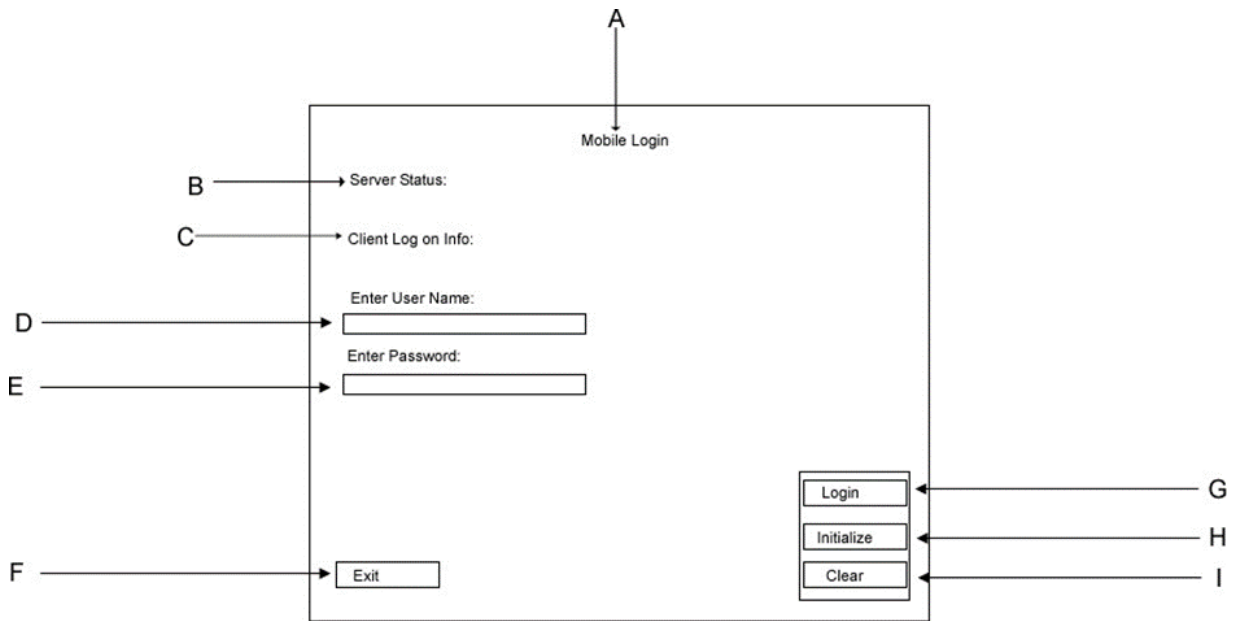 A
Mobile Login
B
Server Status:
C
Client Log on Info:
Enter User Name:
D
Enter Password:
E
Login
G
Initialize
H
F
Exit
Clear
I